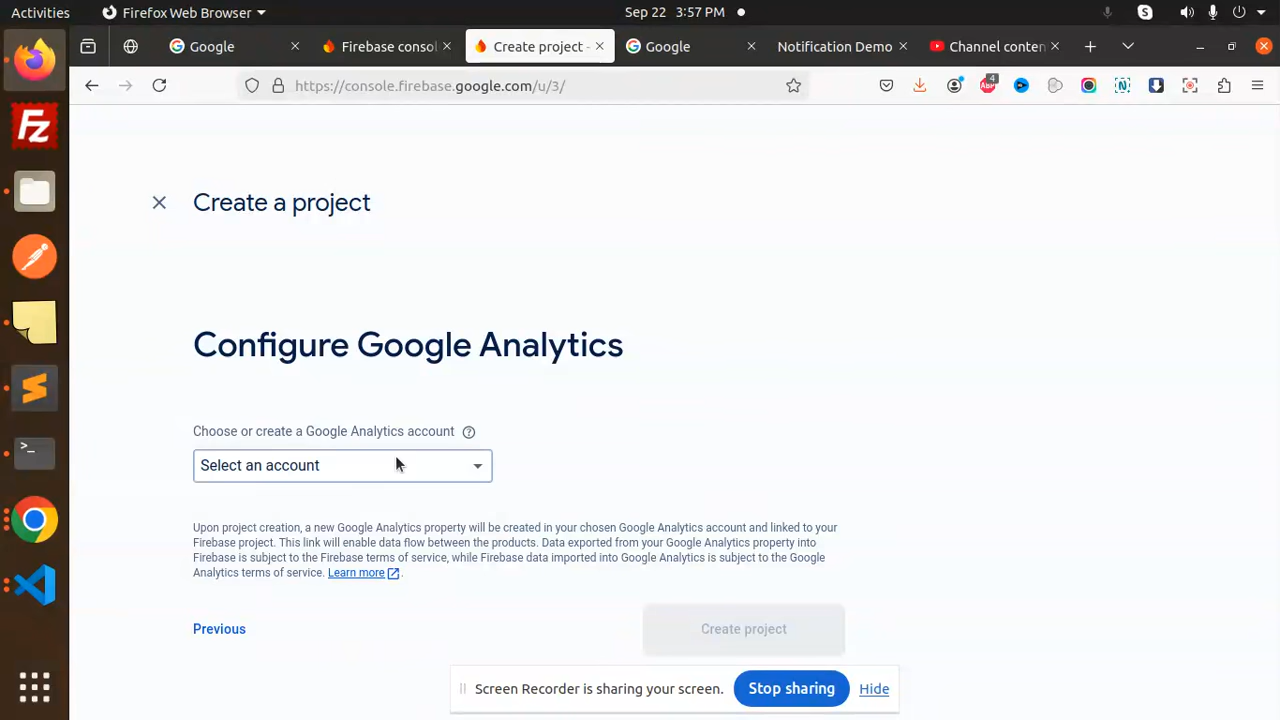 Activities
Firefox Web Browser
Sep 22 3:57 PM
Google
Firebase consol
Create project -
Google
Notification Demo
Channel conten
https://console.firebase.google.com/u/3/
4
Create a project
Configure Google Analytics
Choose or create a Google Analytics account
Select an account
Upon project creation, a new Google Analytics property will be created in your chosen Google Analytics account and linked to your
Firebase project. This link will enable data flow between the products. Data exported from your Google Analytics property into
Firebase is subject to the Firebase terms of service, while Firebase data imported into Google Analytics is subject to the Google
Analytics terms of service. Learn more.
Previous
Create project
Screen Recorder is sharing your screen.
Stop sharing
Hide